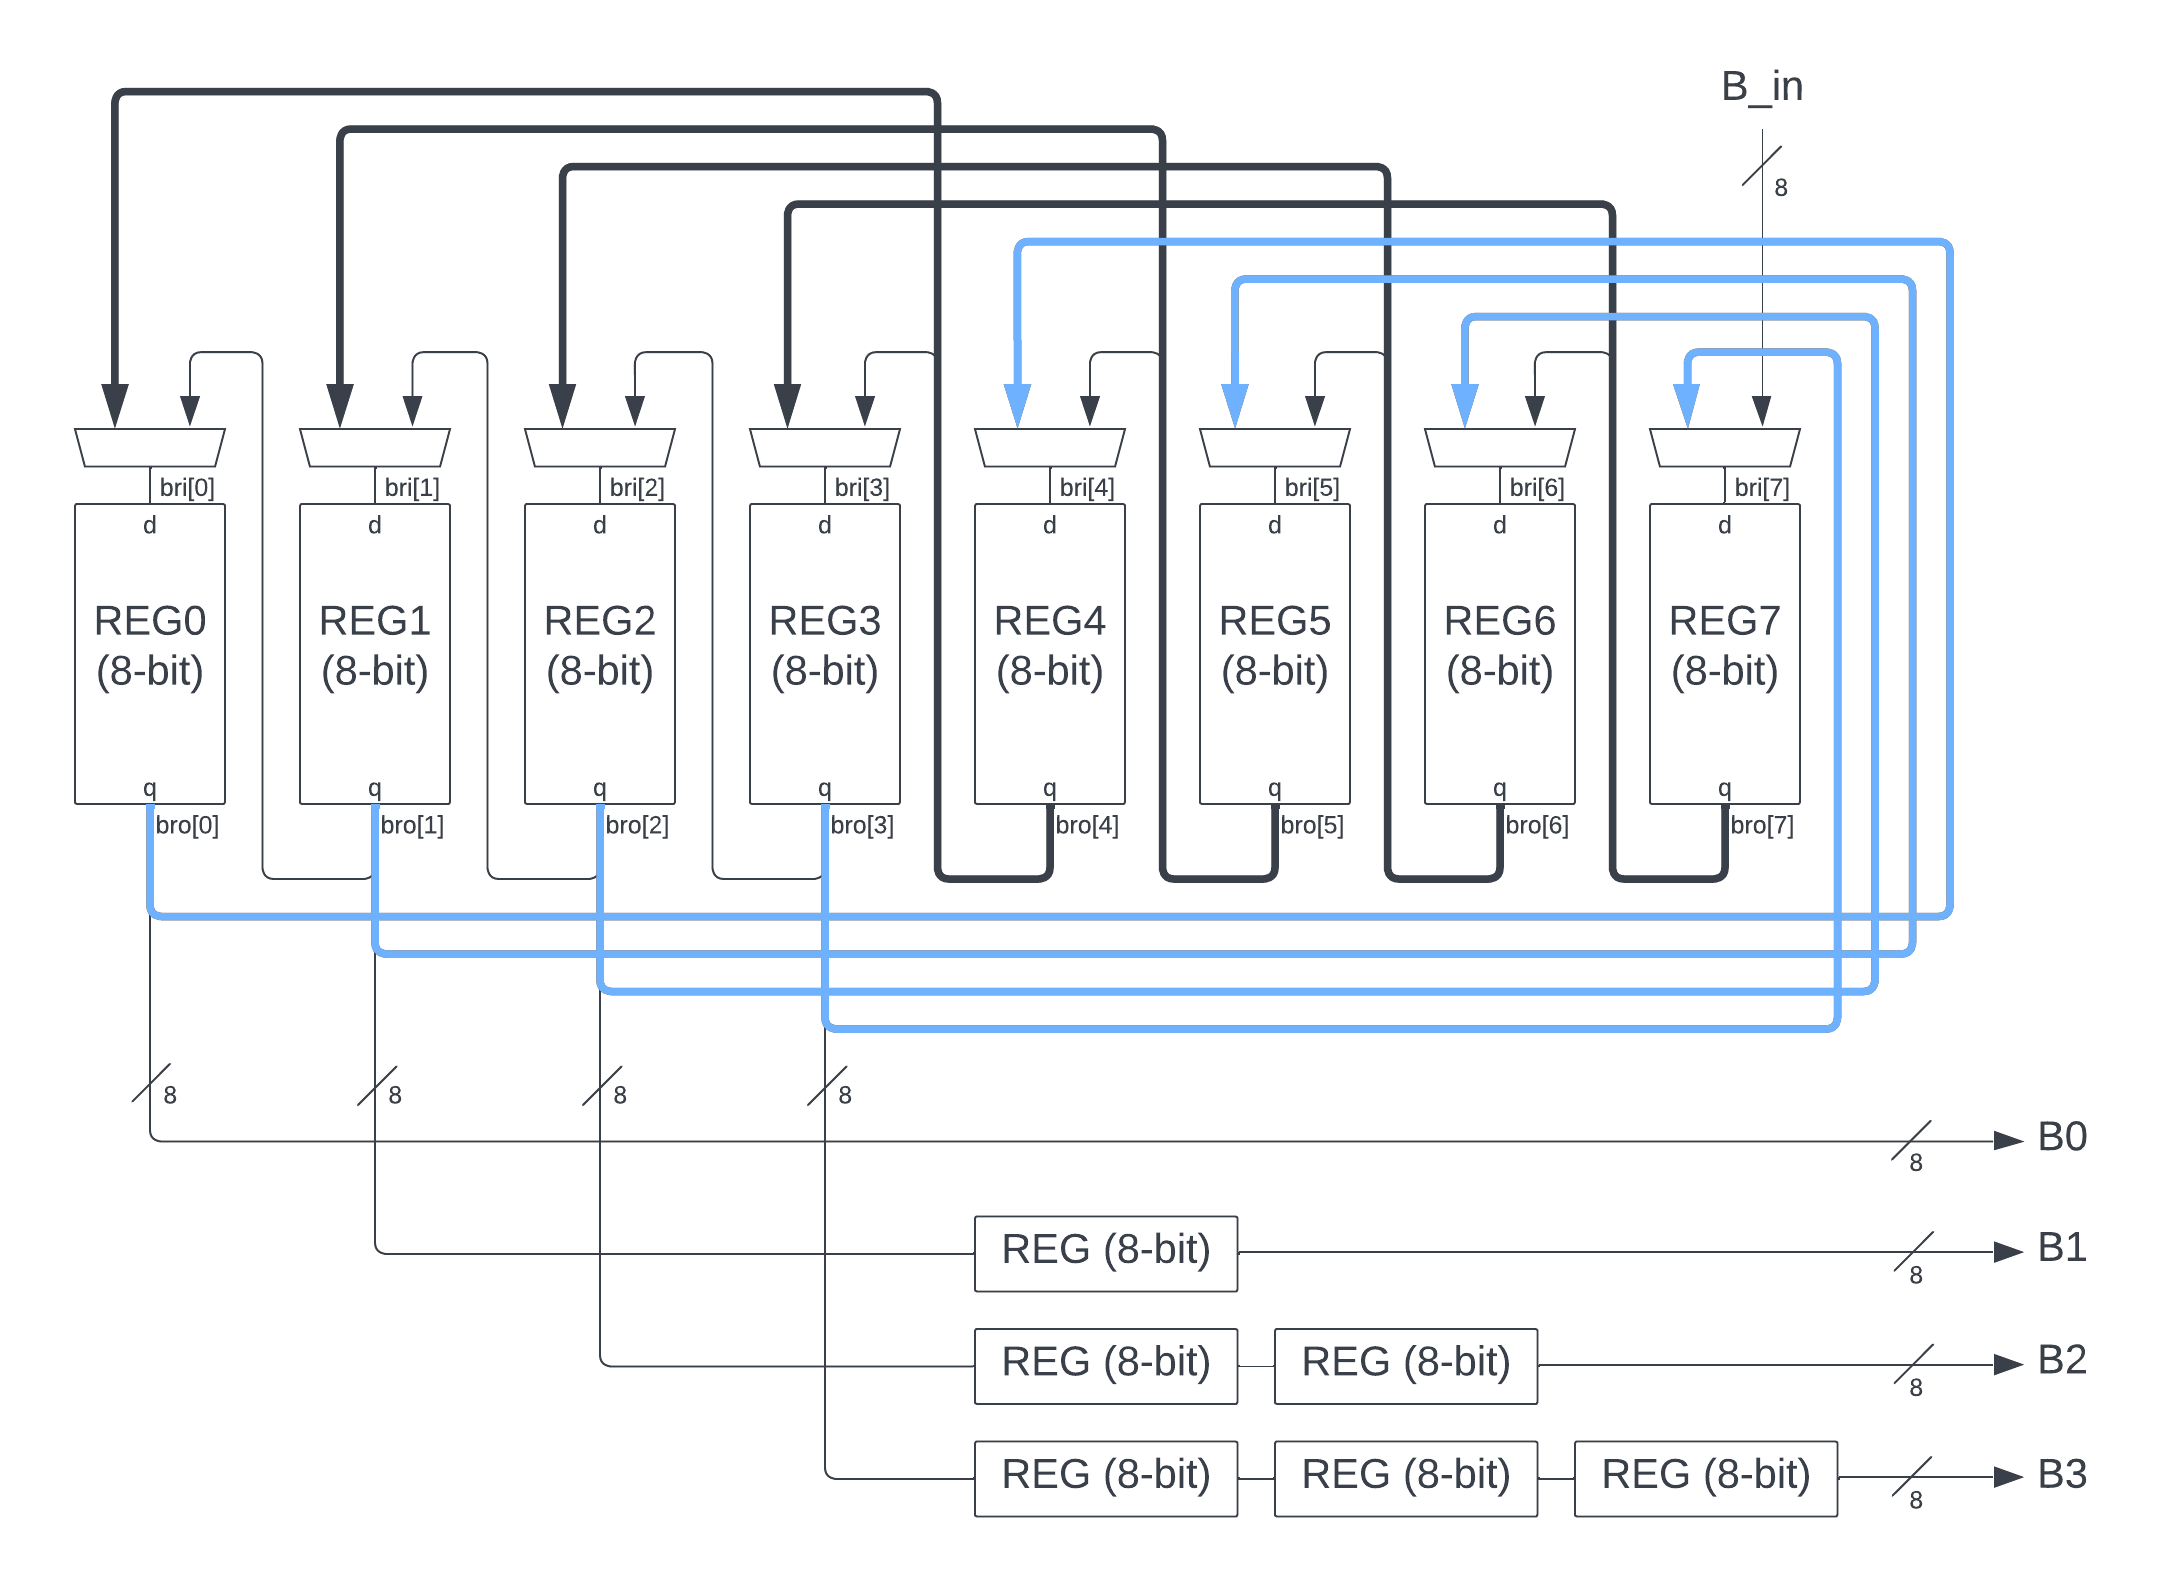 B_in
8
bri[0] bri[1] bri[2] bri[3] bri[4] bri[5] bri[6] bri[7]
d d d d d d d d
REG0 REG1 REG2 REG3 REG4 REG5 REG6 REG7
(8-bit) (8-bit) (8-bit) (8-bit) (8-bit) (8-bit) (8-bit) (8-bit)
q q q q q q q q
bro[0] bro[1] bro[2] bro[3] bro[4] bro[5] bro[6] bro[7]
8 8 8 8
B0
8
REG (8-bit) B1
8
REG (8-bit) REG (8-bit) B2
8
REG (8-bit) REG (8-bit) REG (8-bit) B3
8